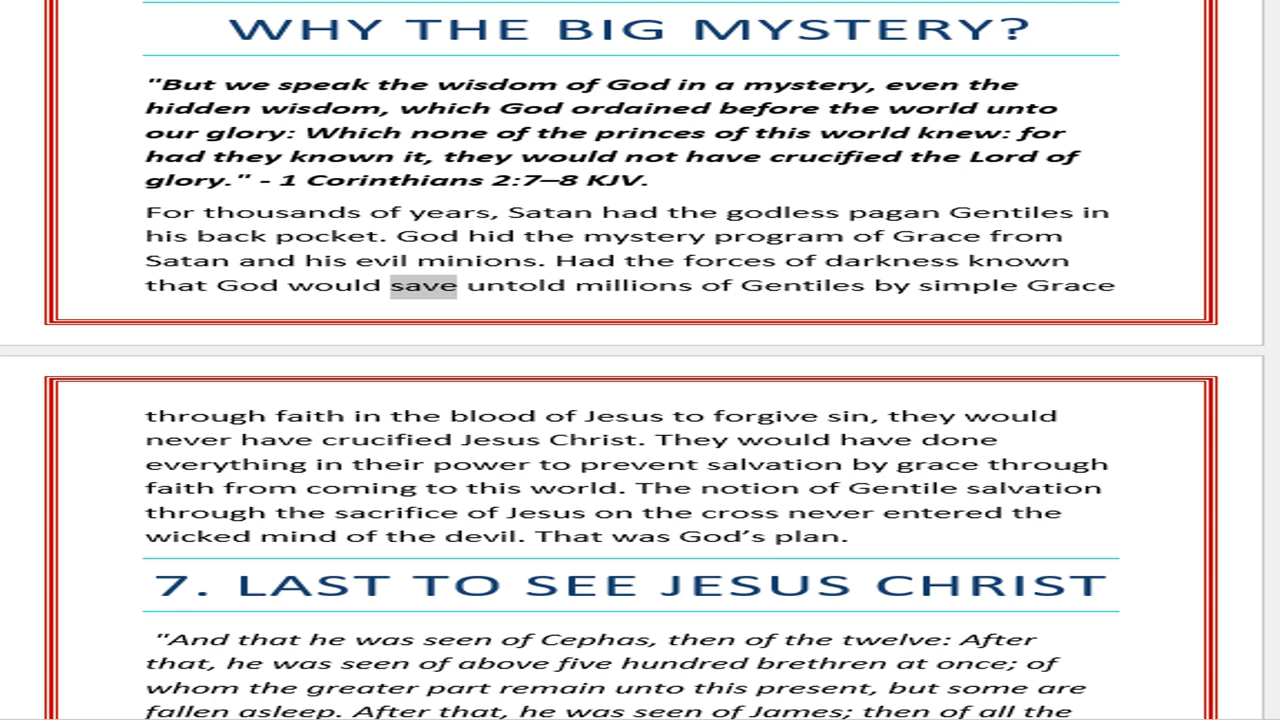 WHY THE BIG MYSTERY?
"But we speak the wisdom of God in a mystery, even the
hidden wisdom, which God ordained before the world unto
our glory: Which none of the princes of this world knew: for
had they known it, they would not have crucified the Lord of
glory." - 1 Corinthians 2:7–8 KJV.
For thousands of years, Satan had the godless pagan Gentiles in
his back pocket. God hid the mystery program of Grace from
Satan and his evil minions. Had the forces of darkness known
that God would save untold millions of Gentiles by simple Grace
through faith in the blood of Jesus to forgive sin, they would
never have crucified Jesus Christ. They would have done
everything in their power to prevent salvation by grace through
faith from coming to this world. The notion of Gentile salvation
through the sacrifice of Jesus on the cross never entered the
wicked mind of the devil. That was God’s plan.
7. LAST TO SEE JESUS CHRIST
"And that he was seen of Cephas, then of the twelve: After
that, he was seen of above five hundred brethren at once; of
whom the greater part remain unto this present, but some are
fallen asleep. After that, he was seen of James; then of all the